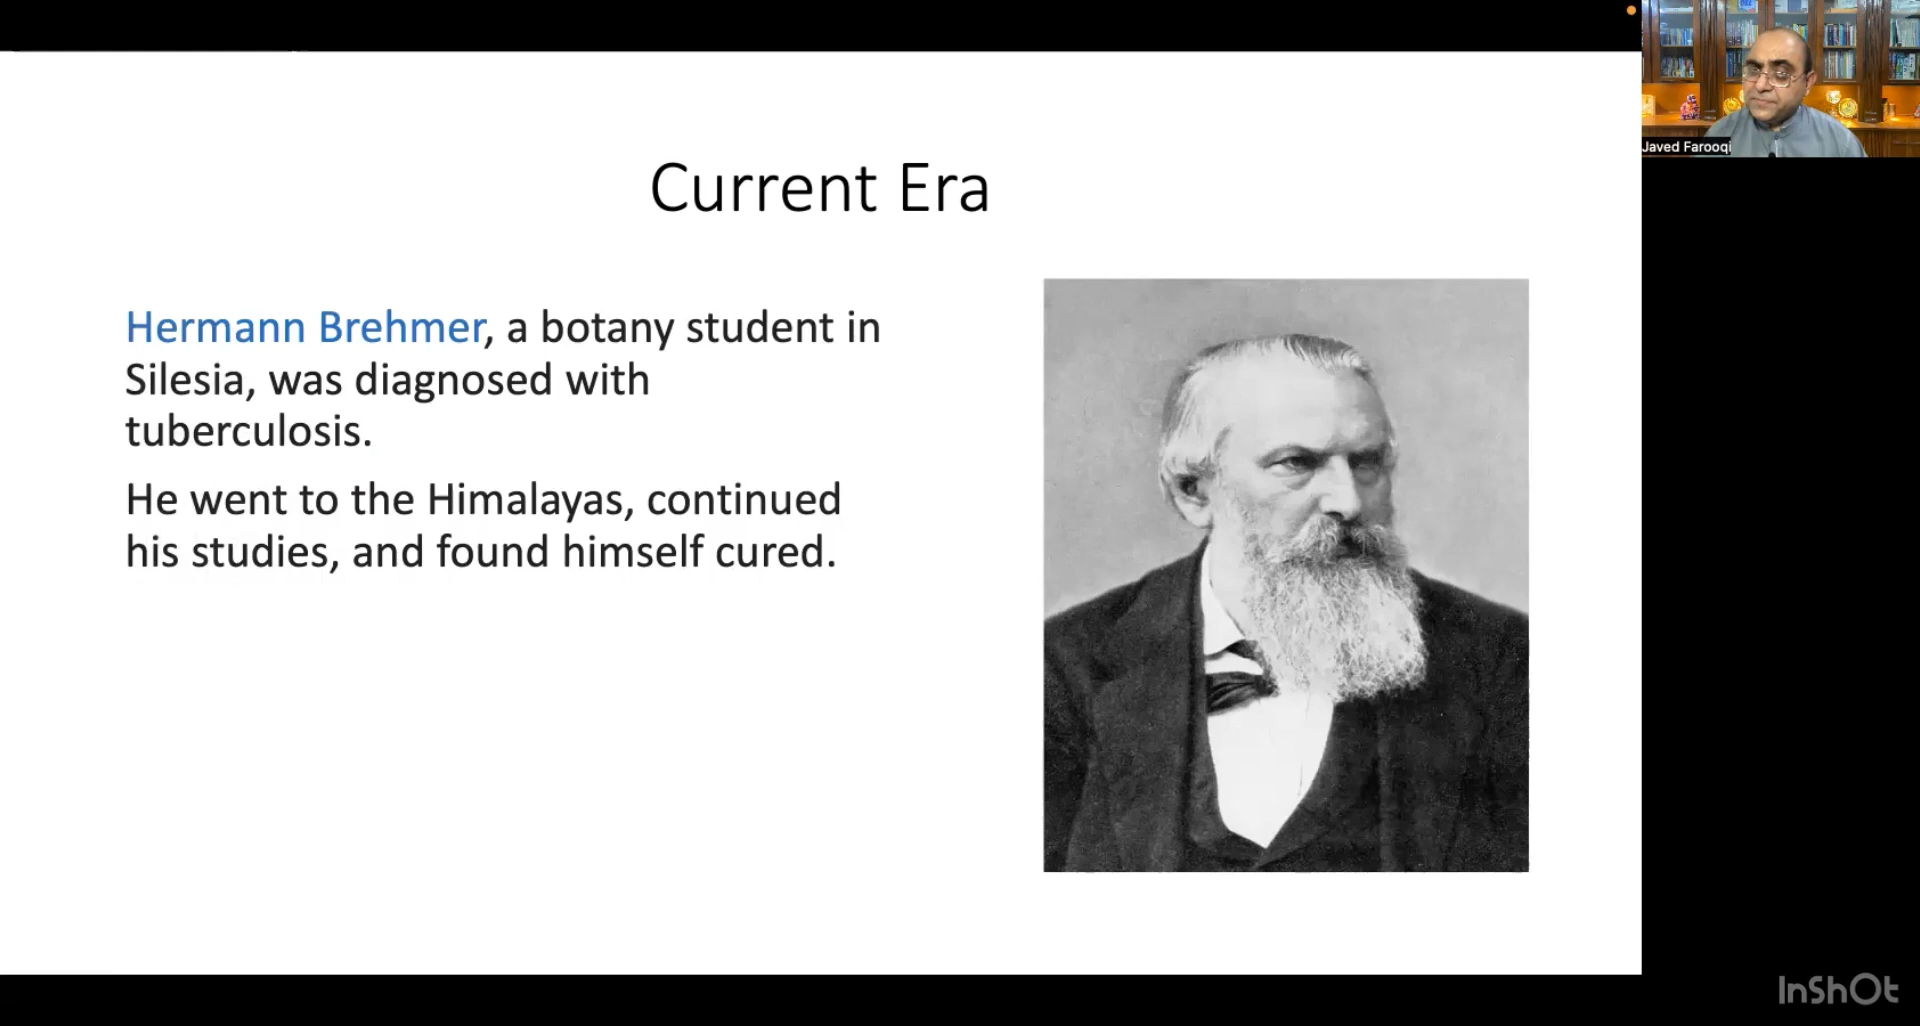 Javed Farooqi
Current Era
Hermann Brehmer, a botany student in
Silesia, was diagnosed with
tuberculosis.
He went to the Himalayas, continued
his studies, and found himself cured.
InShOt